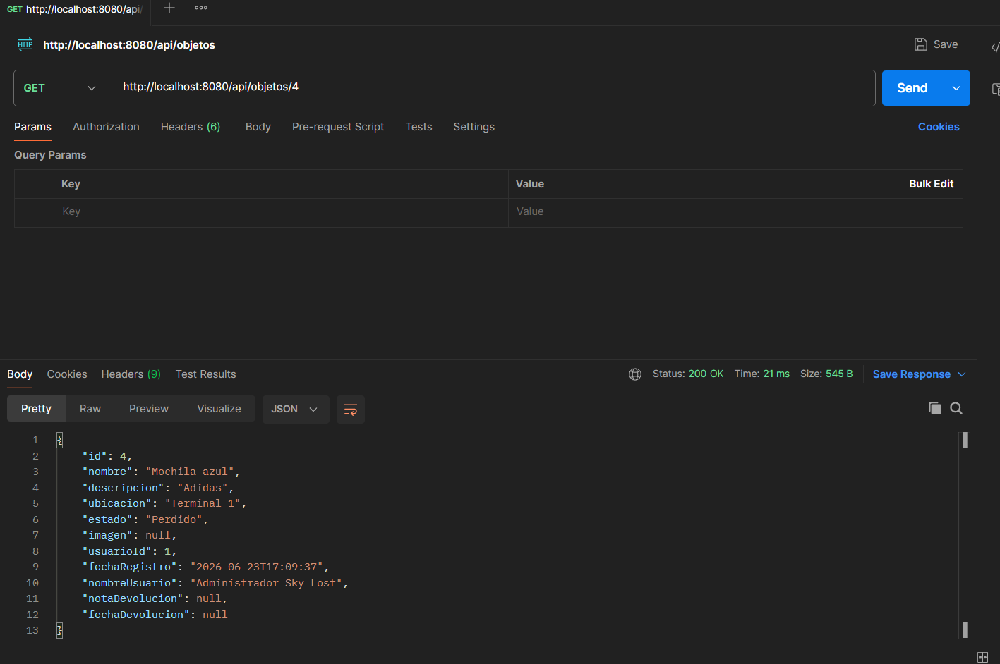 GET http://localhost:8080/api/
HTTP http://localhost:8080/api/objetos
Save
GET http://localhost:8080/api/objetos/4
Send
Params Authorization Headers (6) Body Pre-request Script Tests Settings Cookies
Query Params
Key Value Bulk Edit
Key Value
Body Cookies Headers (9) Test Results Status: 200 OK Time: 21 ms Size: 545 B Save Response
Pretty Raw Preview Visualize JSON
1 {
2 "id": 4,
3 "nombre": "Mochila azul",
4 "descripcion": "Adidas",
5 "ubicacion": "Terminal 1",
6 "estado": "Perdido",
7 "imagen": null,
8 "usuarioId": 1,
9 "fechaRegistro": "2026-06-23T17:09:37",
10 "nombreUsuario": "Administrador Sky Lost",
11 "notaDevolucion": null,
12 "fechaDevolucion": null
13 }